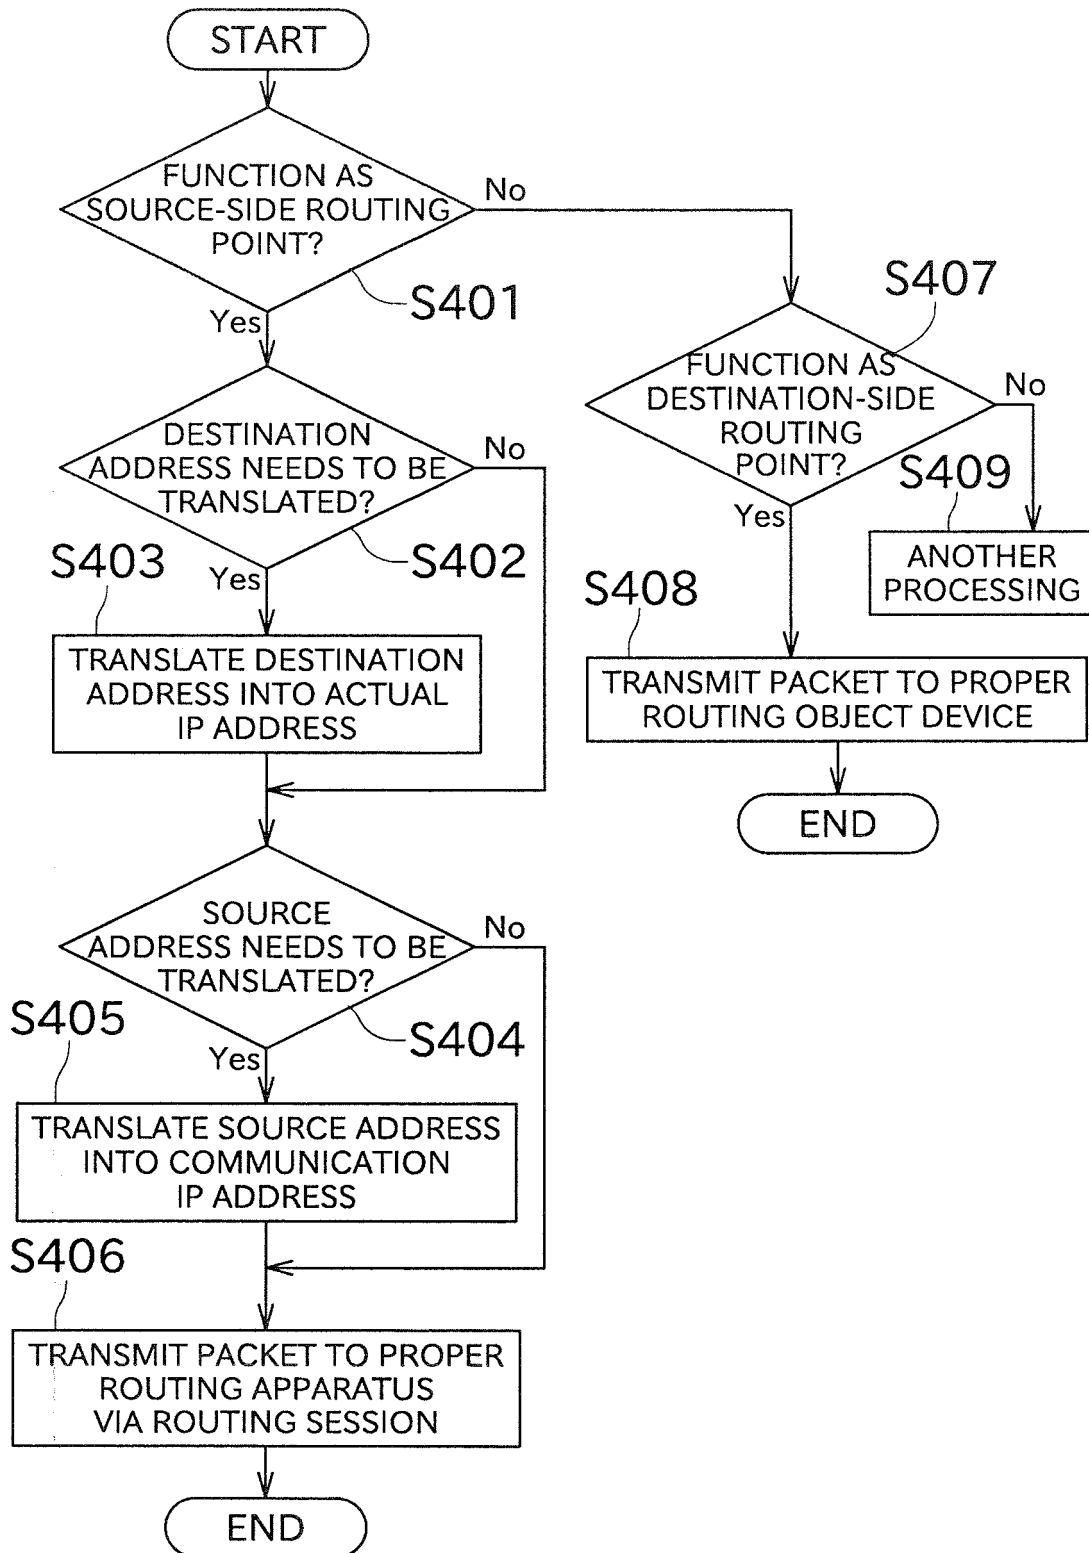 START
FUNCTION AS
SOURCE-SIDE ROUTING
POINT?
No
S401
Yes
DESTINATION
ADDRESS NEEDS TO BE
TRANSLATED?
No
S402
Yes
S403
TRANSLATE DESTINATION
ADDRESS INTO ACTUAL
IP ADDRESS
SOURCE
ADDRESS NEEDS TO BE
TRANSLATED?
No
S404
Yes
S405
TRANSLATE SOURCE ADDRESS
INTO COMMUNICATION
IP ADDRESS
S406
TRANSMIT PACKET TO PROPER
ROUTING APPARATUS
VIA ROUTING SESSION
END
S407
FUNCTION AS
DESTINATION-SIDE
ROUTING
POINT?
No
S409
Yes
ANOTHER
PROCESSING
S408
TRANSMIT PACKET TO PROPER
ROUTING OBJECT DEVICE
END